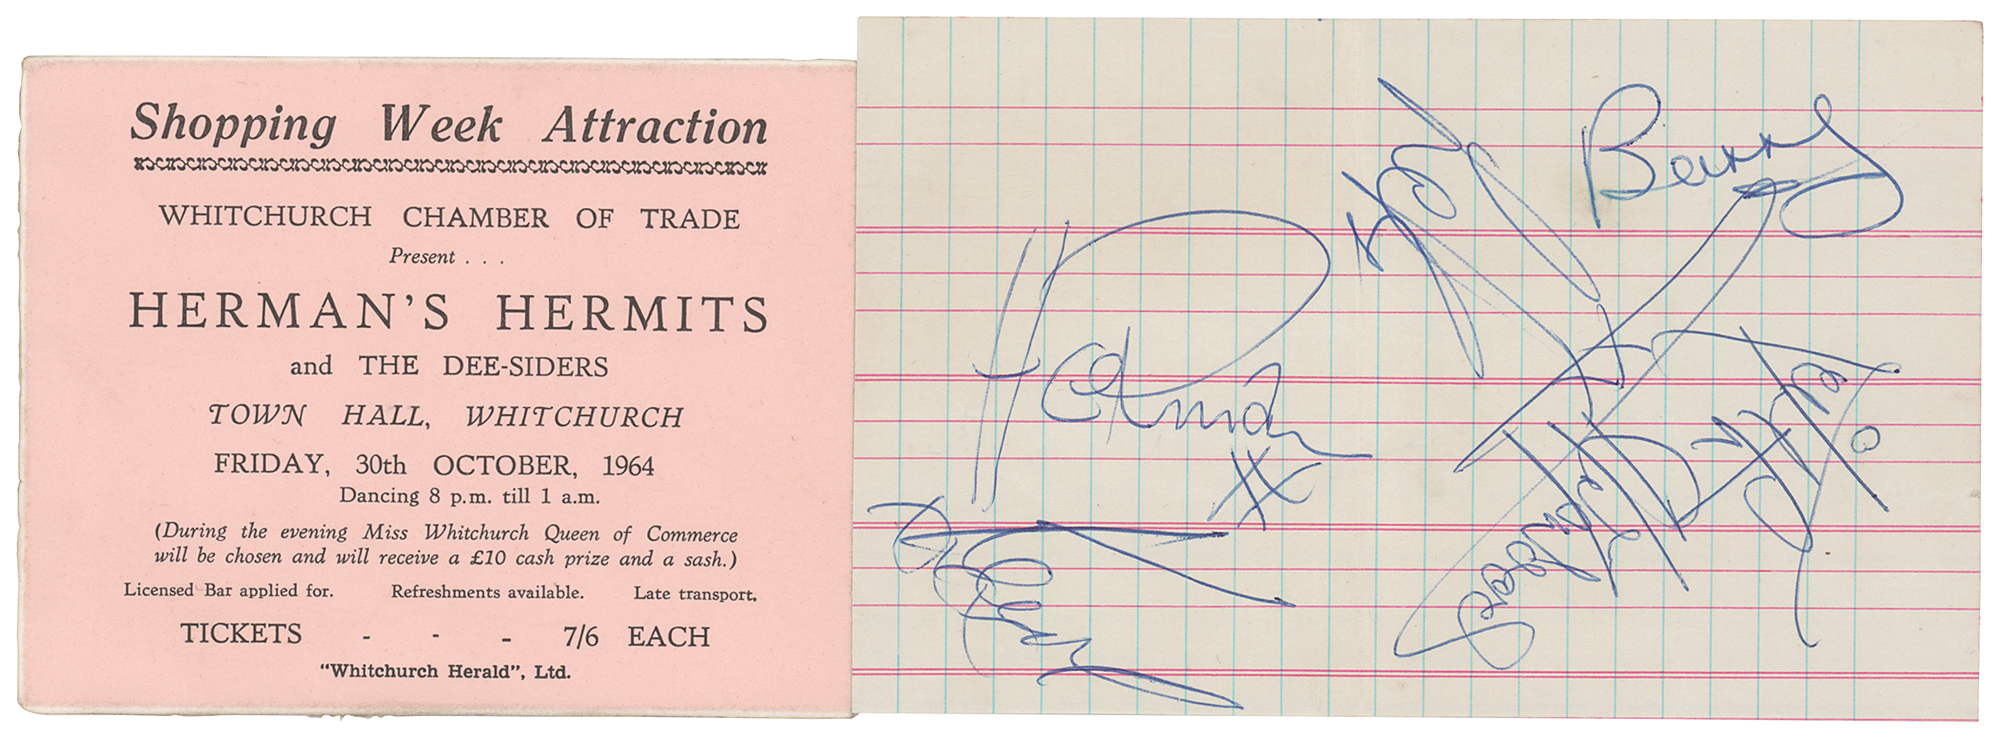 Shopping Week Attraction
WHITCHURCH CHAMBER OF TRADE
Present . . .
HERMAN'S HERMITS
and THE DEE-SIDERS
TOWN HALL, WHITCHURCH
FRIDAY, 30th OCTOBER, 1964
Dancing 8 p.m. till 1 a.m.
(During the evening Miss Whitchurch Queen of Commerce
will be chosen and will receive a £10 cash prize and a sash.)
Licensed Bar applied for. Refreshments available. Late transport.
TICKETS - - - 7/6 EACH
"Whitchurch Herald", Ltd.
Barry
Herman